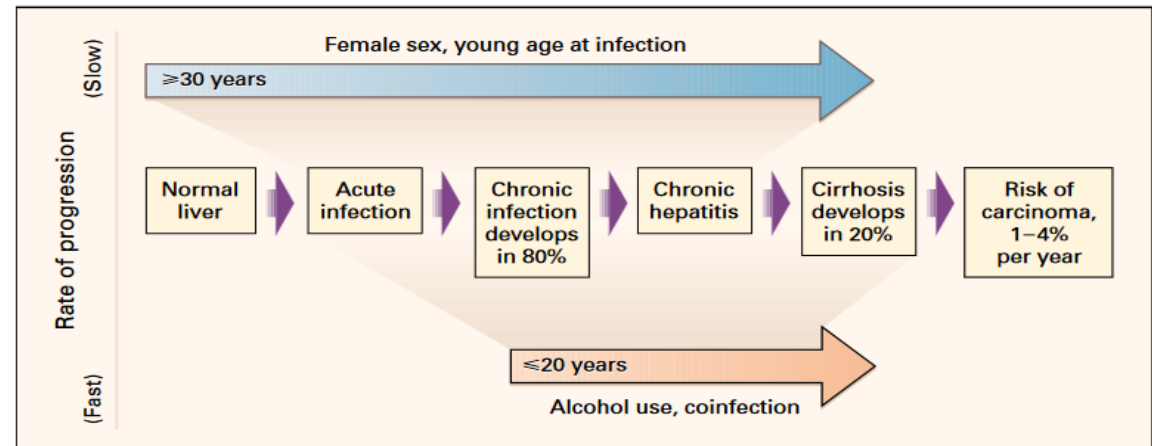 Rate of progression
(Slow)
(Fast)
Female sex, young age at infection
≥30 years
Normal
liver
Acute
infection
Chronic
infection
develops
in 80%
Chronic
hepatitis
Cirrhosis
develops
in 20%
Risk of
carcinoma,
1–4%
per year
≤20 years
Alcohol use, coinfection